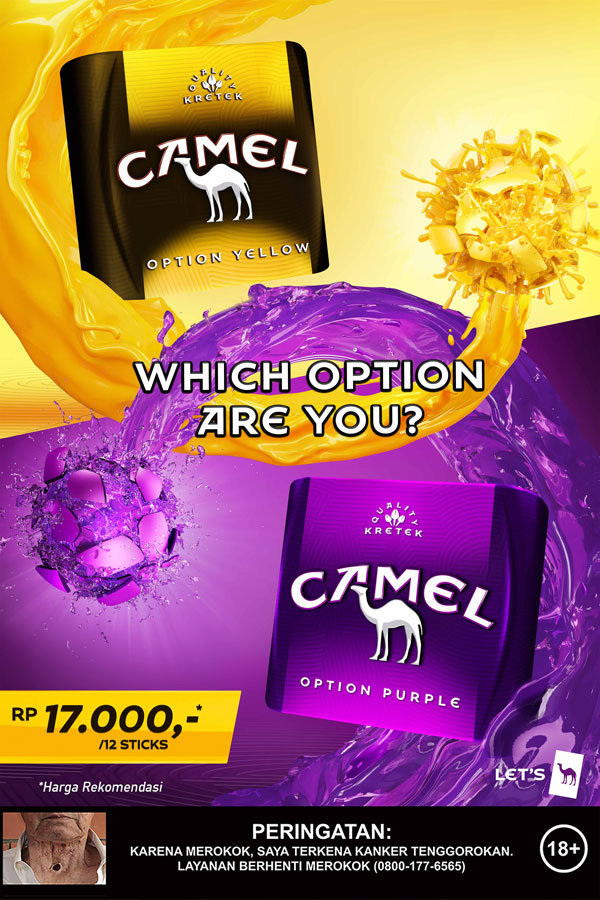 QUALITY
KRETEK
CAMEL
OPTION YELLOW
WHICH OPTION
ARE YOU?
QUALITY
KRETEK
CAMEL
OPTION PURPLE
RP 17.000,-*
/12 STICKS
*Harga Rekomendasi
LET'S
PERINGATAN:
KARENA MEROKOK, SAYA TERKENA KANKER TENGGOROKAN.
LAYANAN BERHENTI MEROKOK (0800-177-6565)
18+